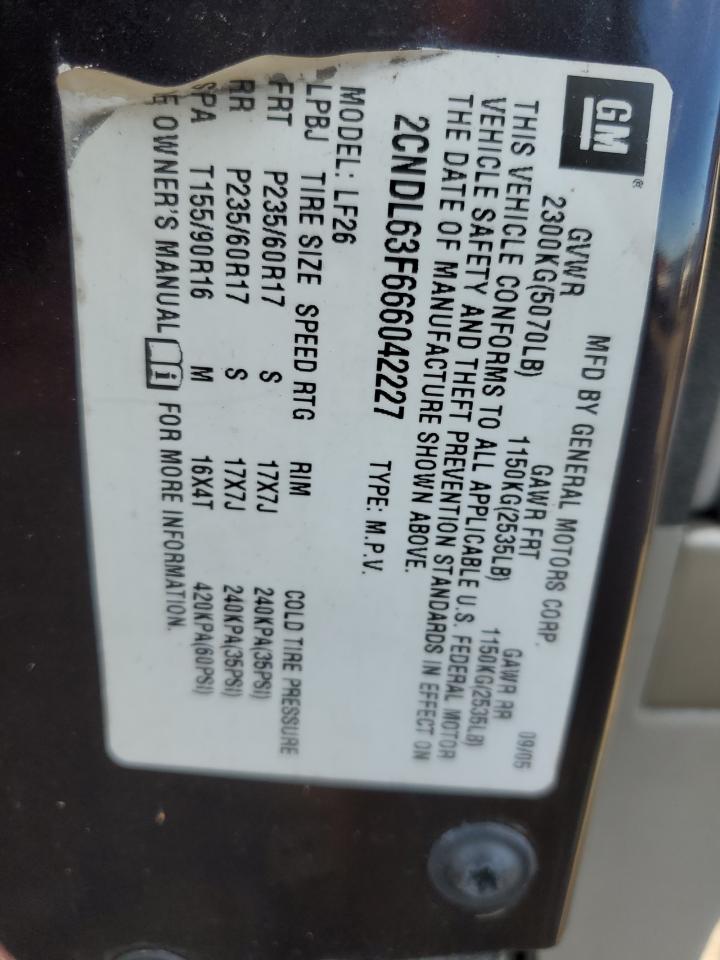 GM®
MFD BY GENERAL MOTORS CORP. 09/05
GVWR GAWR FRT GAWR RR
2300KG(5070LB) 1150KG(2535LB) 1150KG(2535LB)
THIS VEHICLE CONFORMS TO ALL APPLICABLE U.S. FEDERAL MOTOR
VEHICLE SAFETY AND THEFT PREVENTION STANDARDS IN EFFECT ON
THE DATE OF MANUFACTURE SHOWN ABOVE.
2CNDL63F666042227 TYPE: M.P.V.
MODEL: LF26
LPBJ TIRE SIZE SPEED RTG RIM COLD TIRE PRESSURE
FRT P235/60R17 S 17X7J 240KPA(35PSI)
RR P235/60R17 S 17X7J 240KPA(35PSI)
SPA T155/90R16 M 16X4T 420KPA(60PSI)
OWNER'S MANUAL FOR MORE INFORMATION.